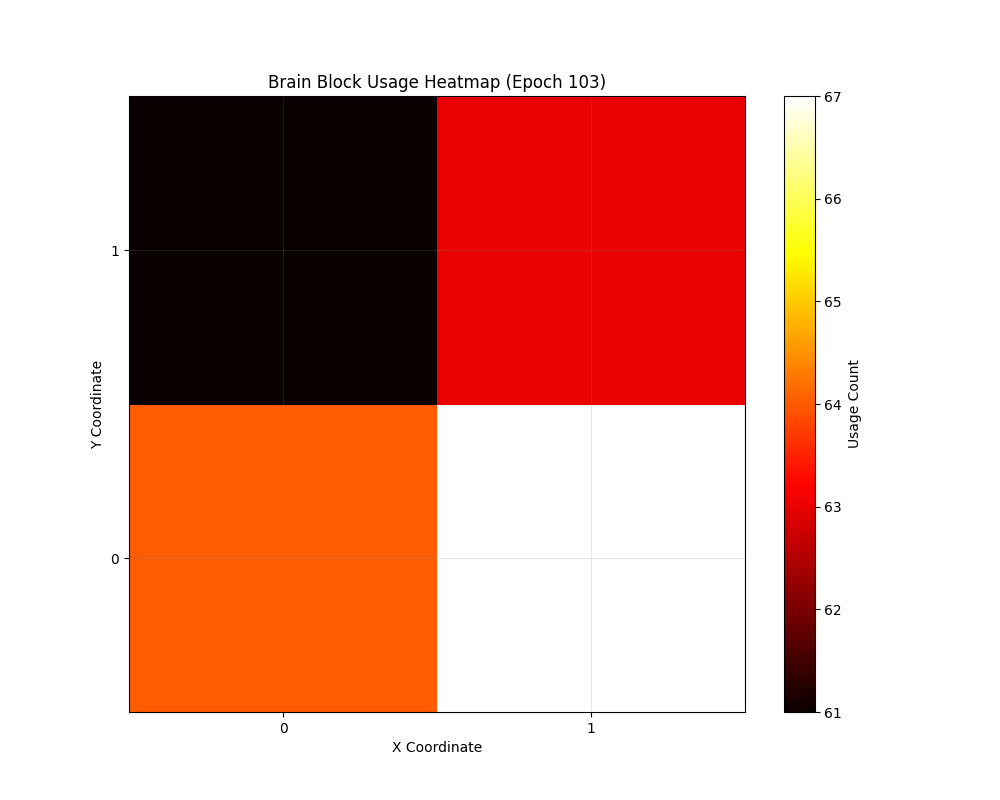 Brain Block Usage Heatmap (Epoch 103)
67
66
65
64
63
62
61
Usage Count
1
0
Y Coordinate
0 1
X Coordinate